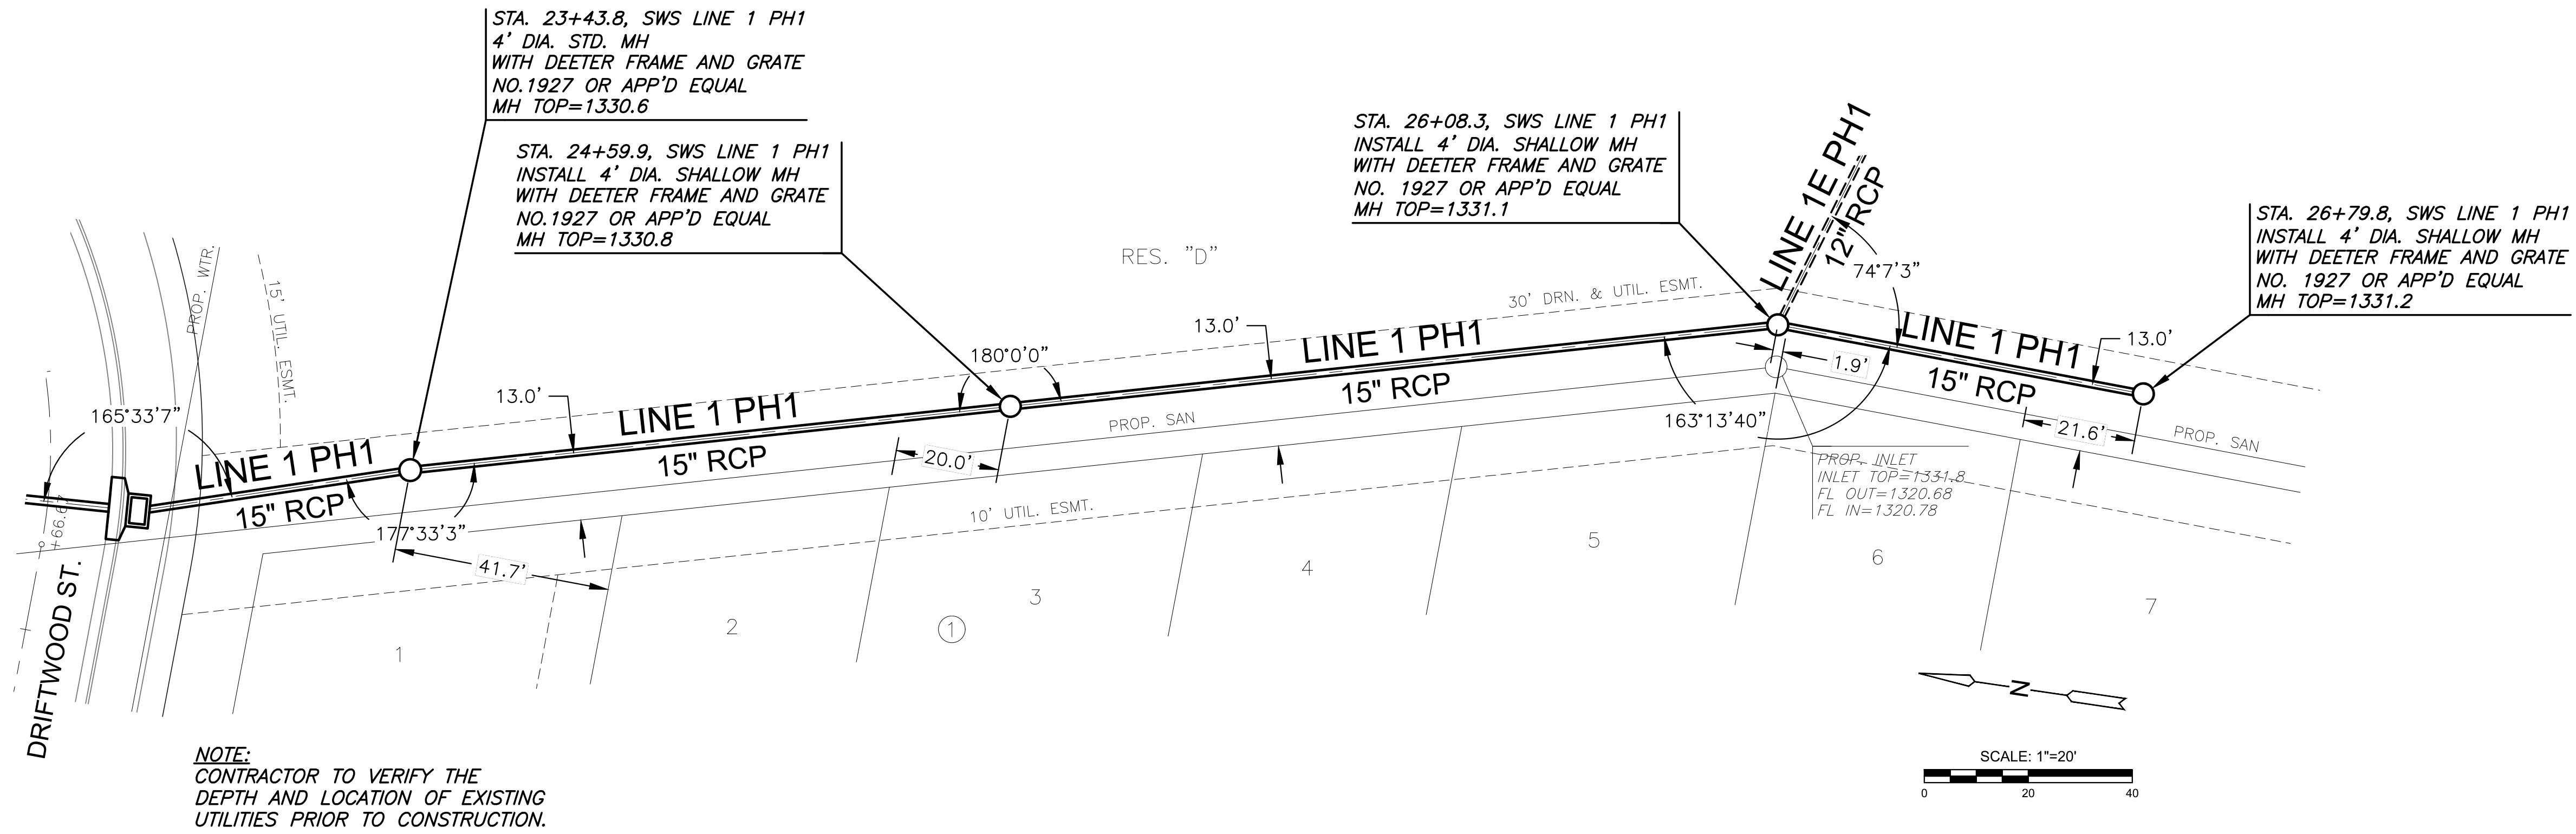 STA. 23+43.8, SWS LINE 1 PH1
4' DIA. STD. MH
WITH DEETER FRAME AND GRATE
NO.1927 OR APP'D EQUAL
MH TOP=1330.6
STA. 24+59.9, SWS LINE 1 PH1
INSTALL 4' DIA. SHALLOW MH
WITH DEETER FRAME AND GRATE
NO.1927 OR APP'D EQUAL
MH TOP=1330.8
STA. 26+08.3, SWS LINE 1 PH1
INSTALL 4' DIA. SHALLOW MH
WITH DEETER FRAME AND GRATE
NO. 1927 OR APP'D EQUAL
MH TOP=1331.1
STA. 26+79.8, SWS LINE 1 PH1
INSTALL 4' DIA. SHALLOW MH
WITH DEETER FRAME AND GRATE
NO. 1927 OR APP'D EQUAL
MH TOP=1331.2
LINE 1E PH1
12" RCP
74°7'3"
RES. "D"
30' DRN. & UTIL. ESMT.
PROP. WTR.
15' UTIL. ESMT.
165°33'7"
LINE 1 PH1
15" RCP
177°33'3"
41.7'
13.0'
LINE 1 PH1
15" RCP
180°0'0"
20.0'
PROP. SAN
10' UTIL. ESMT.
13.0'
LINE 1 PH1
15" RCP
163°13'40"
1.9'
LINE 1 PH1
15" RCP
13.0'
21.6'
PROP. SAN
PROP. INLET
INLET TOP=1331.8
FL OUT=1320.68
FL IN=1320.78
+66.67
DRIFTWOOD ST.
1
2
3
4
5
6
7
1
N
SCALE: 1"=20'
0 20 40
NOTE:
CONTRACTOR TO VERIFY THE
DEPTH AND LOCATION OF EXISTING
UTILITIES PRIOR TO CONSTRUCTION.